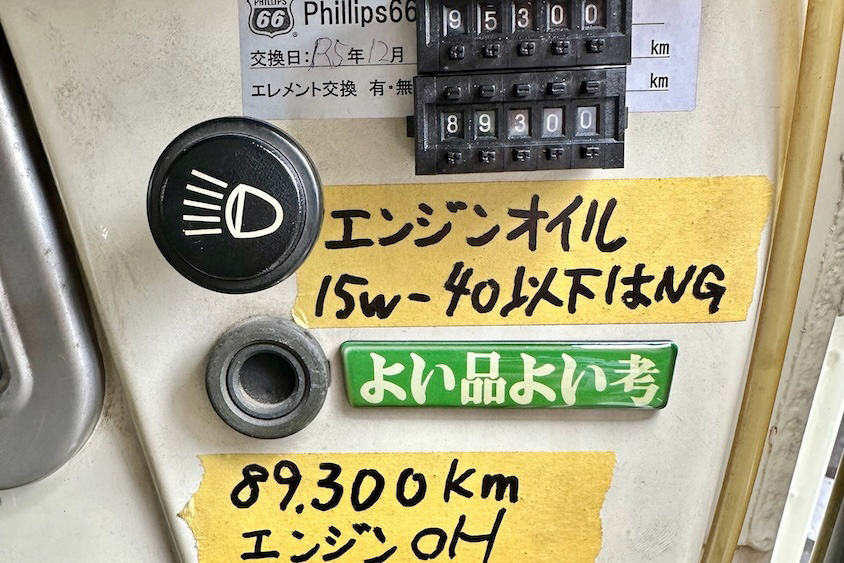 PHILLIPS 66 Phillips66
95300
交換日:R5年12月 km
エレメント交換 有・無 km
89300
エンジンオイル
15w-40以下はNG
よい品よい考
89,300 Km
エンジンOH